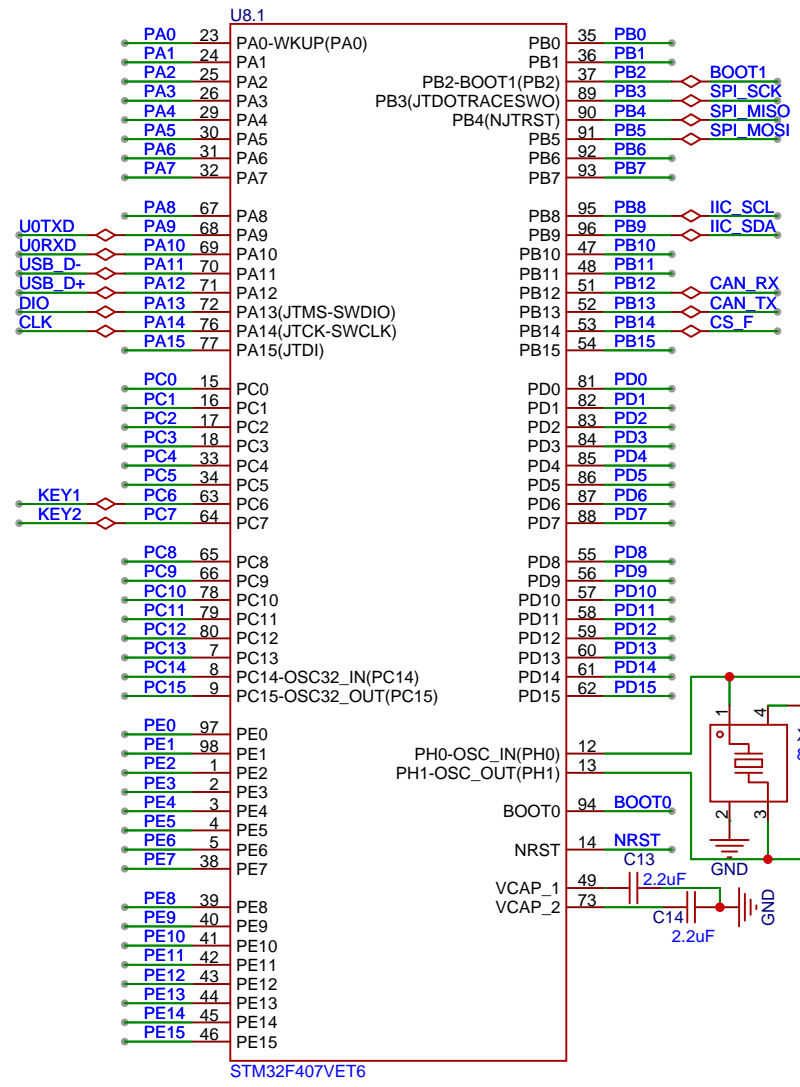 U8.1
PA0 23 PA0-WKUP(PA0) PB0 35 PB0
PA1 24 PA1 PB1 36 PB1
PA2 25 PA2 PB2-BOOT1(PB2) 37 PB2 BOOT1
PA3 26 PA3 PB3(JTDOTRACESWO) 89 PB3 SPI_SCK
PA4 29 PA4 PB4(NJTRST) 90 PB4 SPI_MISO
PA5 30 PA5 PB5 91 PB5 SPI_MOSI
PA6 31 PA6 PB6 92 PB6
PA7 32 PA7 PB7 93 PB7
PA8 67 PA8 PB8 95 PB8 IIC_SCL
U0TXD PA9 68 PA9 PB9 96 PB9 IIC_SDA
U0RXD PA10 69 PA10 PB10 47 PB10
USB_D- PA11 70 PA11 PB11 48 PB11
USB_D+ PA12 71 PA12 PB12 51 PB12 CAN_RX
DIO PA13 72 PA13(JTMS-SWDIO) PB13 52 PB13 CAN_TX
CLK PA14 76 PA14(JTCK-SWCLK) PB14 53 PB14 CS_F
PA15 77 PA15(JTDI) PB15 54 PB15
PC0 15 PC0 PD0 81 PD0
PC1 16 PC1 PD1 82 PD1
PC2 17 PC2 PD2 83 PD2
PC3 18 PC3 PD3 84 PD3
PC4 33 PC4 PD4 85 PD4
PC5 34 PC5 PD5 86 PD5
KEY1 PC6 63 PC6 PD6 87 PD6
KEY2 PC7 64 PC7 PD7 88 PD7
PC8 65 PC8 PD8 55 PD8
PC9 66 PC9 PD9 56 PD9
PC10 78 PC10 PD10 57 PD10
PC11 79 PC11 PD11 58 PD11
PC12 80 PC12 PD12 59 PD12
PC13 7 PC13 PD13 60 PD13
PC14 8 PC14-OSC32_IN(PC14) PD14 61 PD14
PC15 9 PC15-OSC32_OUT(PC15) PD15 62 PD15
1 4
PE0 97 PE0
PE1 98 PE1 PH0-OSC_IN(PH0) 12
PE2 1 PE2 PH1-OSC_OUT(PH1) 13
PE3 2 PE3
PE4 3 PE4 BOOT0 94 BOOT0 2 3
PE5 4 PE5
PE6 5 PE6 NRST 14 NRST
PE7 38 PE7 C13 GND
VCAP_1 49 2.2uF
PE8 39 PE8 VCAP_2 73 C14 GND
PE9 40 PE9
PE10 41 PE10 2.2uF
PE11 42 PE11
PE12 43 PE12
PE13 44 PE13
PE14 45 PE14
PE15 46 PE15
STM32F407VET6